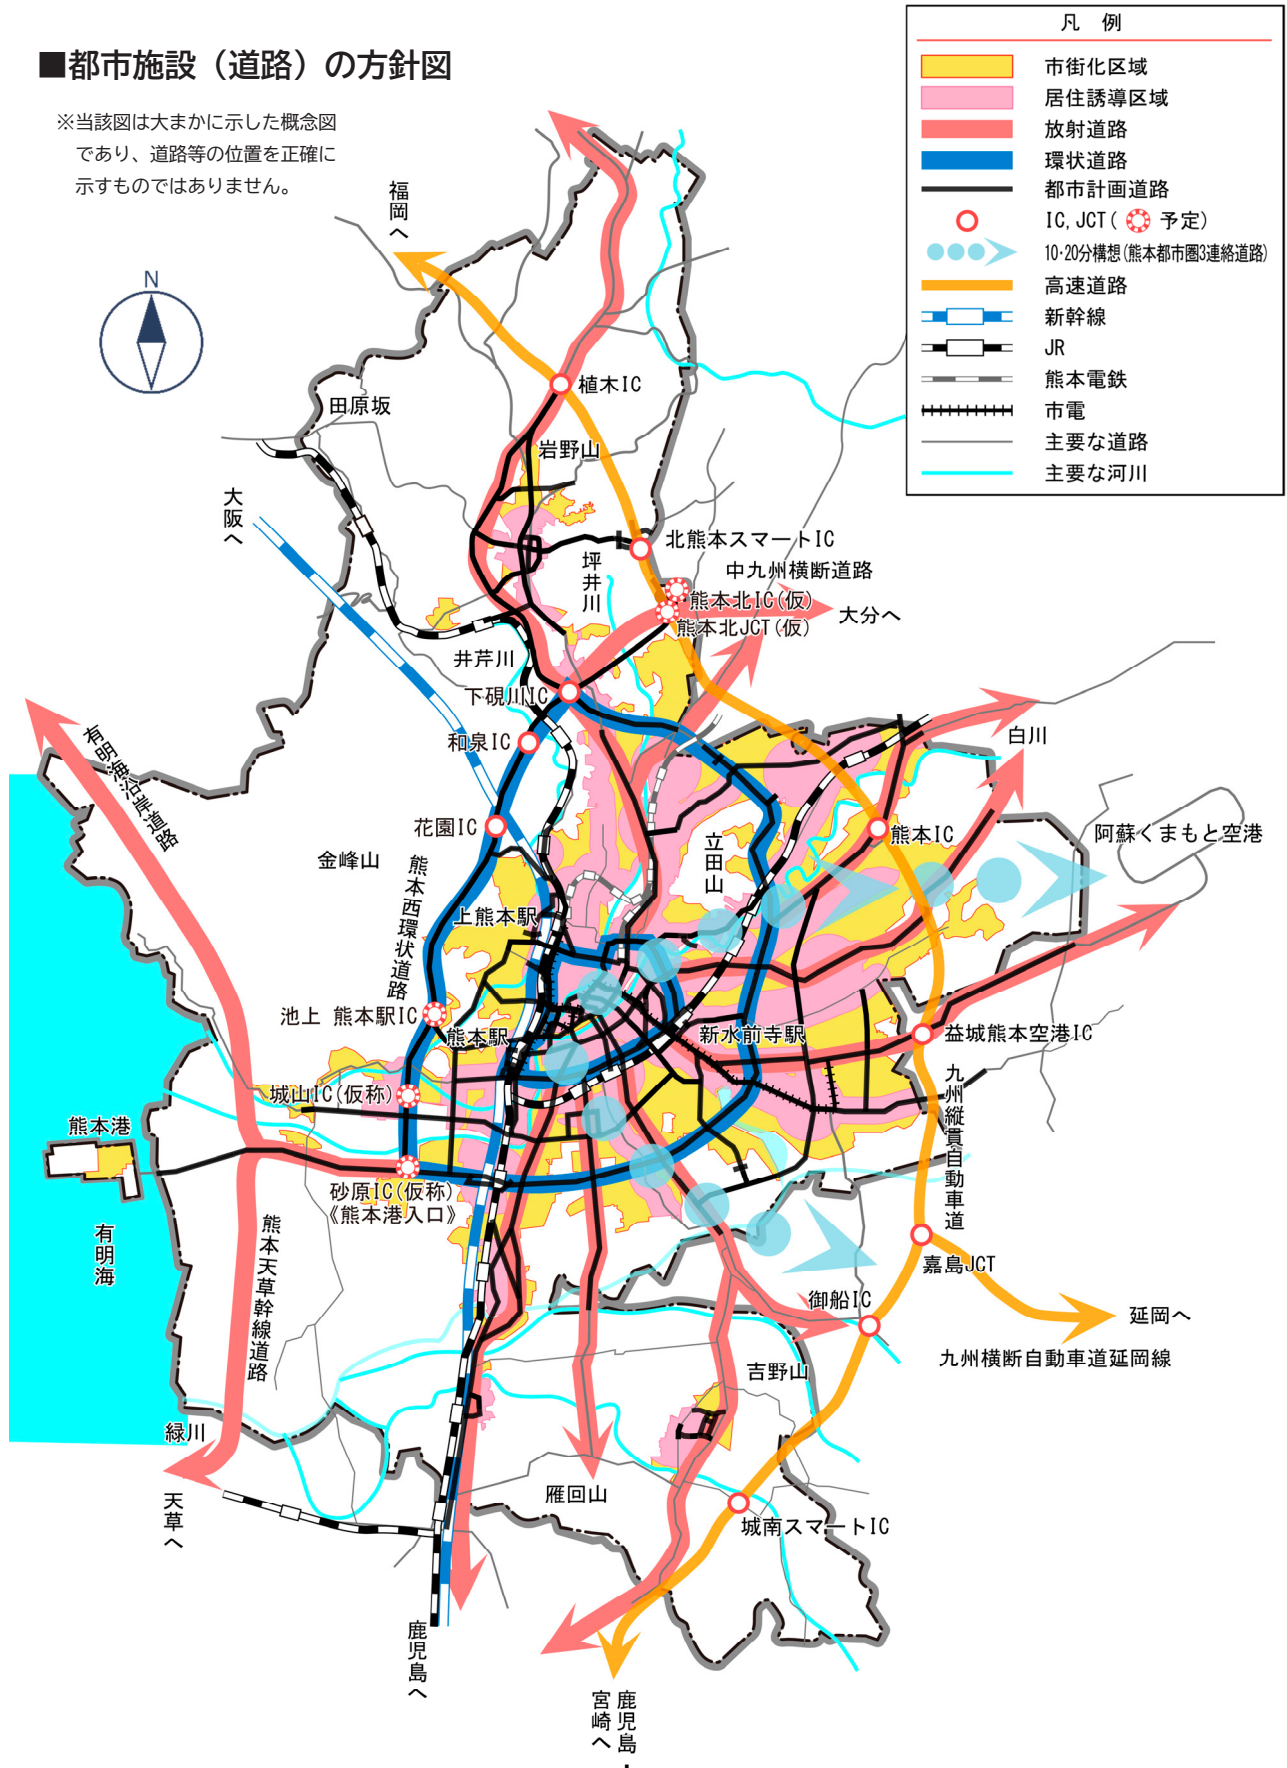 ■都市施設（道路）の方針図
※当該図は大まかに示した概念図
であり、道路等の位置を正確に
示すものではありません。
凡 例
市街化区域
居住誘導区域
放射道路
環状道路
都市計画道路
IC, JCT( 予定)
10・20分構想(熊本都市圏3連絡道路)
高速道路
新幹線
JR
熊本電鉄
市電
主要な道路
主要な河川
N
福岡へ
植木IC
田原坂
岩野山
大阪へ
北熊本スマートIC
坪井川
中九州横断道路
熊本北IC(仮)
大分へ
熊本北JCT(仮)
井芹川
下硯川IC
有明海沿岸道路
和泉IC
白川
花園IC
熊本IC
阿蘇くまもと空港
立田山
金峰山
熊本西環状道路
上熊本駅
池上 熊本駅IC
熊本駅
新水前寺駅
益城熊本空港IC
九州縦貫自動車道
城山IC(仮称)
熊本港
砂原IC(仮称)
《熊本港入口》
有明海
熊本天草幹線道路
嘉島JCT
御船IC
延岡へ
九州横断自動車道延岡線
吉野山
緑川
天草へ
雁回山
城南スマートIC
鹿児島へ
鹿児島・
宮崎へ